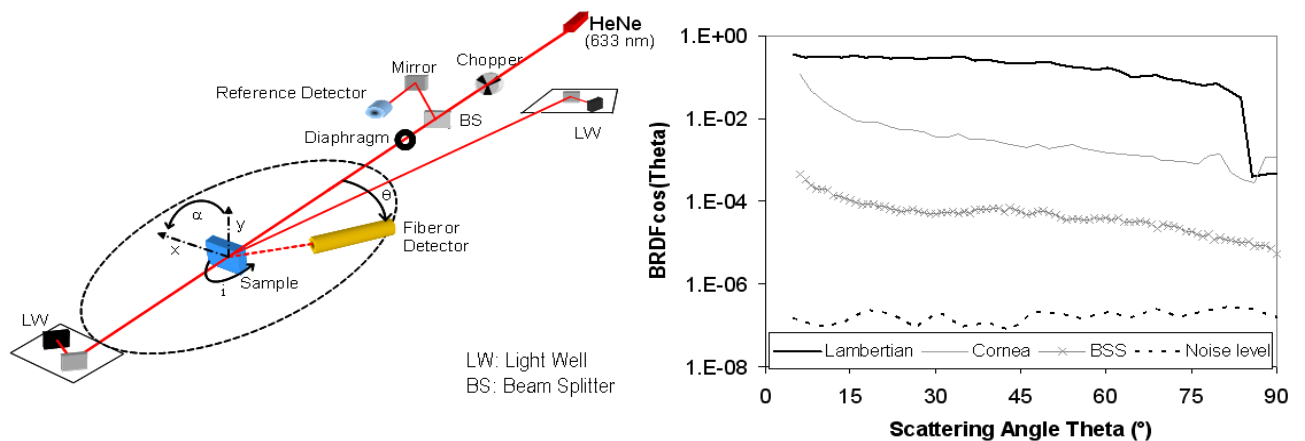 HeNe
(633 nm)
Chopper
Mirror
Reference Detector
BS
LW
Diaphragm
θ
α
y
Fiber or
Detector
x
Sample
i
LW
LW: Light Well
BS: Beam Splitter
1.E+00
1.E-02
1.E-04
1.E-06
1.E-08
BRDFcos(Theta)
Lambertian
Cornea
BSS
Noise level
0 15 30 45 60 75 90
Scattering Angle Theta (°)